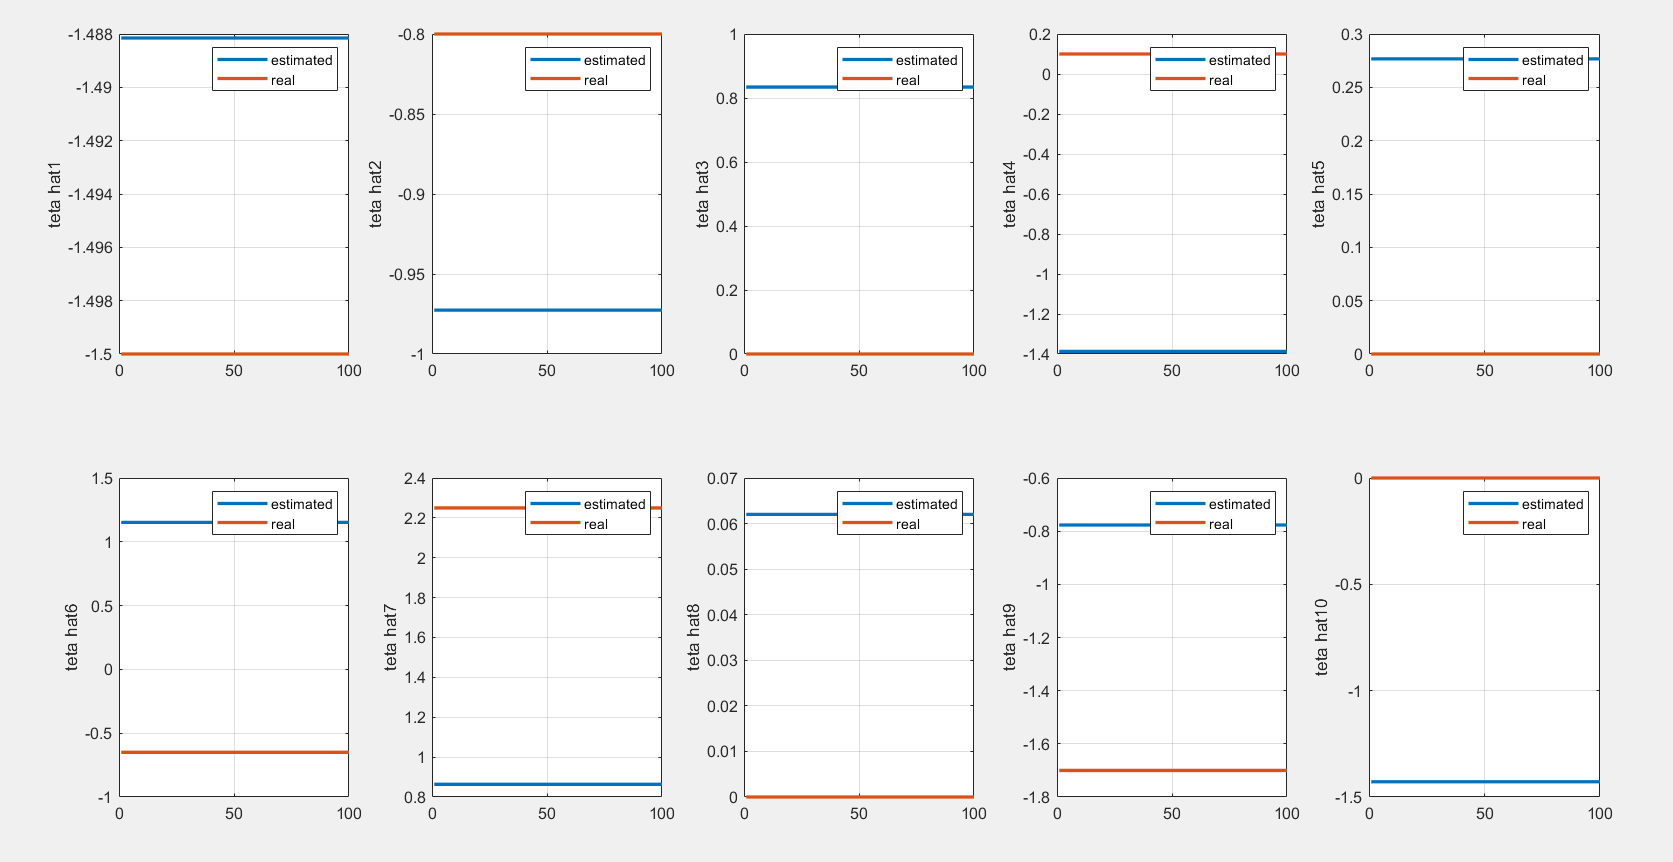 -1.488
-1.49
-1.492
-1.494
-1.496
-1.498
-1.5
0 50 100
teta hat1
estimated
real
-0.8
-0.85
-0.9
-0.95
-1
0 50 100
teta hat2
estimated
real
1
0.8
0.6
0.4
0.2
0
0 50 100
teta hat3
estimated
real
0.2
0
-0.2
-0.4
-0.6
-0.8
-1
-1.2
-1.4
0 50 100
teta hat4
estimated
real
0.3
0.25
0.2
0.15
0.1
0.05
0
0 50 100
teta hat5
estimated
real
1.5
1
0.5
0
-0.5
-1
0 50 100
teta hat6
estimated
real
2.4
2.2
2
1.8
1.6
1.4
1.2
1
0.8
0 50 100
teta hat7
estimated
real
0.07
0.06
0.05
0.04
0.03
0.02
0.01
0
0 50 100
teta hat8
estimated
real
-0.6
-0.8
-1
-1.2
-1.4
-1.6
-1.8
0 50 100
teta hat9
estimated
real
0
-0.5
-1
-1.5
0 50 100
teta hat10
estimated
real